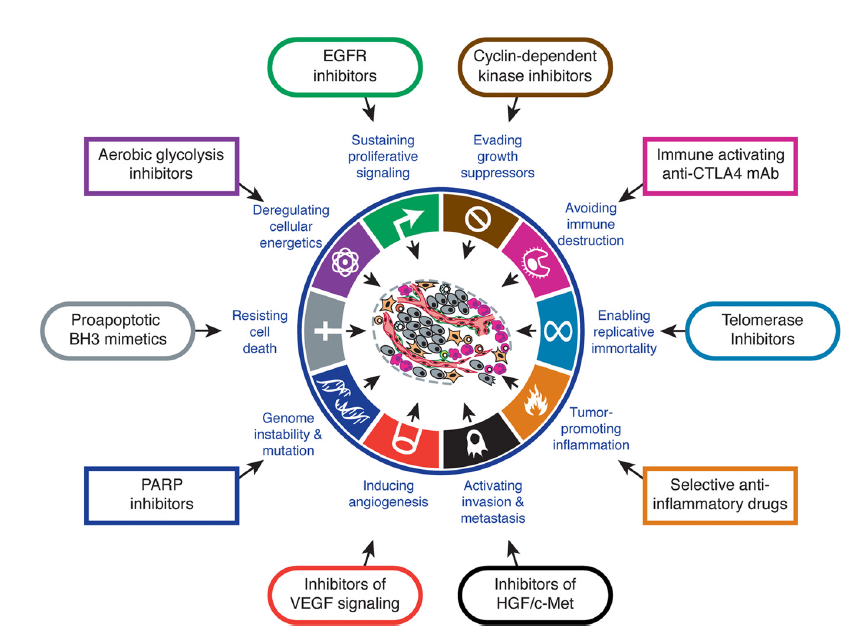 EGFR
inhibitors
Cyclin-dependent
kinase inhibitors
Sustaining
proliferative
signaling
Evading
growth
suppressors
Aerobic glycolysis
inhibitors
Immune activating
anti-CTLA4 mAb
Deregulating
cellular
energetics
Avoiding
immune
destruction
Proapoptotic
BH3 mimetics
Resisting
cell
death
Enabling
replicative
immortality
Telomerase
Inhibitors
Genome
instability &
mutation
Tumor-
promoting
inflammation
PARP
inhibitors
Inducing
angiogenesis
Activating
invasion &
metastasis
Selective anti-
inflammatory drugs
Inhibitors of
VEGF signaling
Inhibitors of
HGF/c-Met